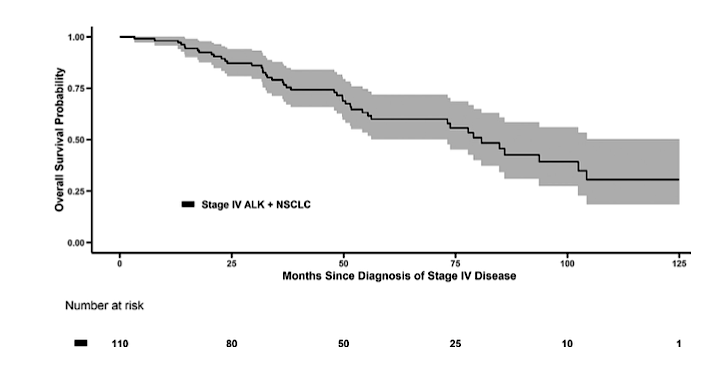 Overall Survival Probability
1.00
0.75
0.50
0.25
0.00
Stage IV ALK + NSCLC
0 25 50 75 100 125
Months Since Diagnosis of Stage IV Disease
Number at risk
110 80 50 25 10 1